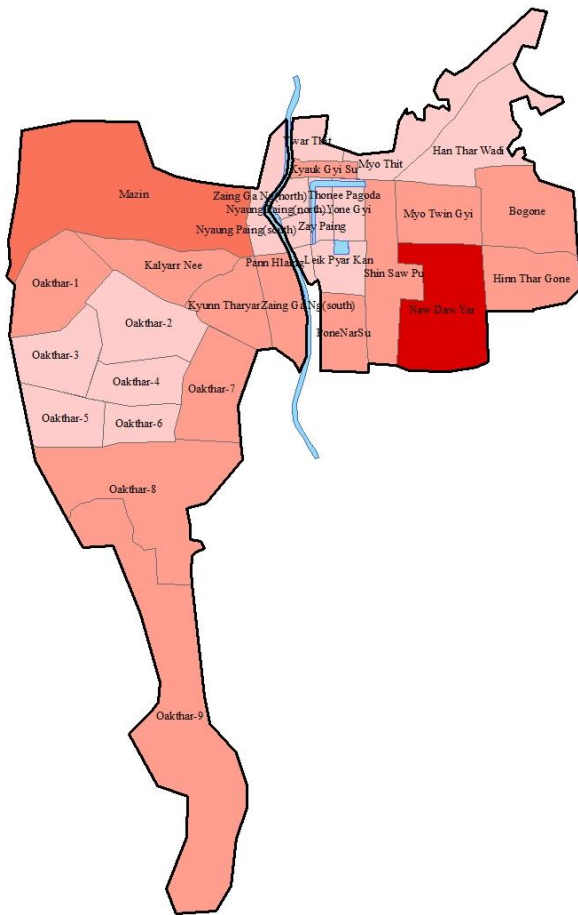 Ywar Thit
Han Thar Wadi
Myo Thit
Kyauk Gyi Su
Mazin
Zaing Ga Ng(north)
Thonee Pagoda
Nyaung Paing(north)
Yone Gyi
Myo Twin Gyi
Bogone
Nyaung Paing(south)
Zay Paing
Kalyarr Nee
Pann Hlaing
Leik Pyar Kan
Shin Saw Pu
Hinn Thar Gone
Oakthar-1
Kyunn Tharyar
Zaing Ga Ng(south)
Naw Daw Yar
Oakthar-2
PoneNarSu
Oakthar-3
Oakthar-4
Oakthar-7
Oakthar-5
Oakthar-6
Oakthar-8
Oakthar-9